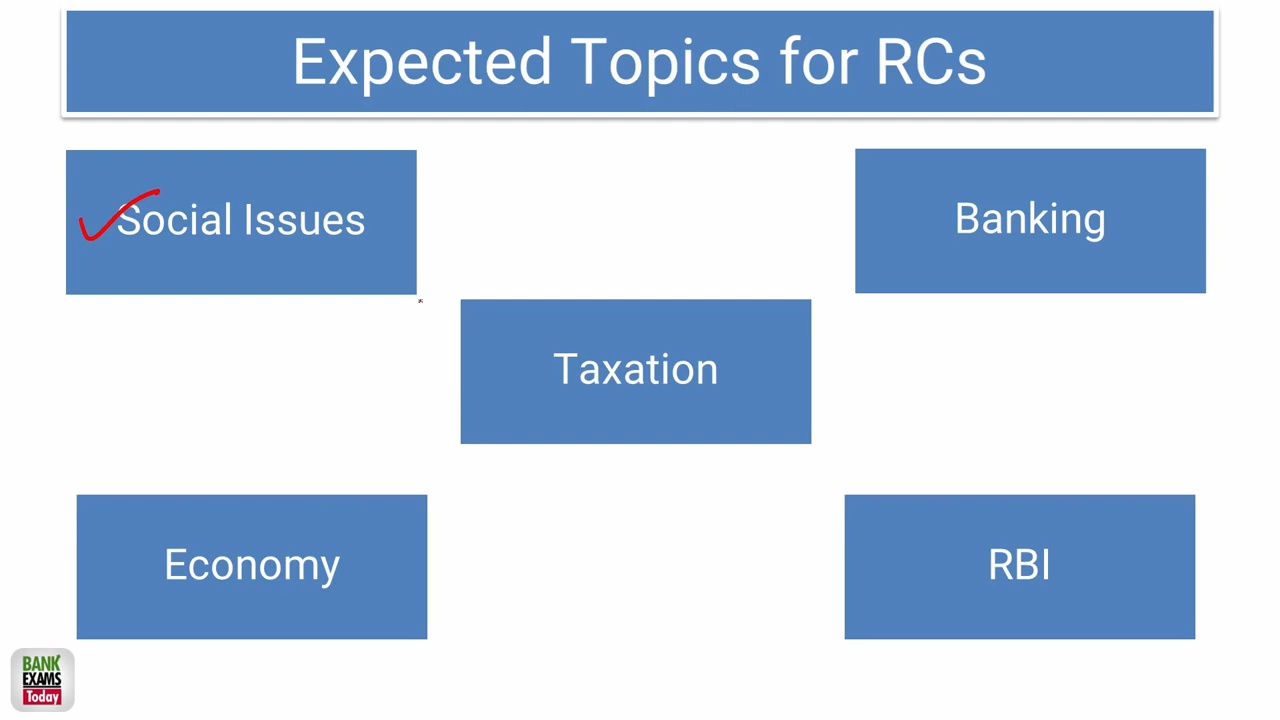 Expected Topics for RCs
Social Issues
Banking
Taxation
Economy
RBI
BANK
EXAMS
Today